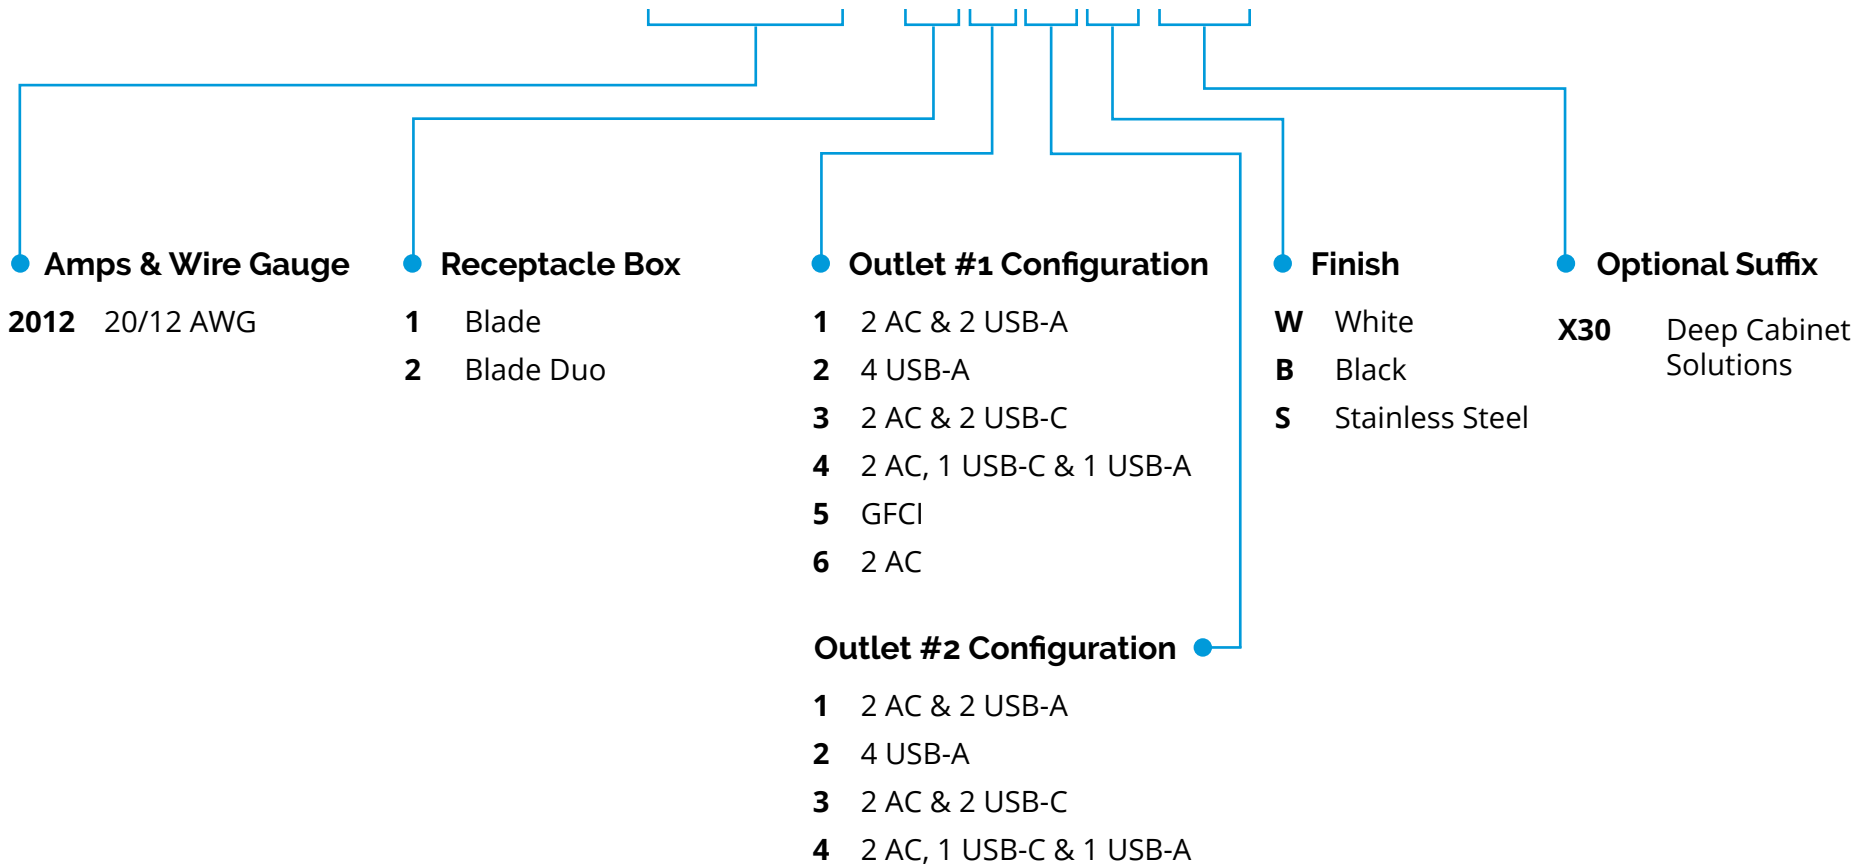 Amps & Wire Gauge
2012 20/12 AWG
Receptacle Box
1 Blade
2 Blade Duo
Outlet #1 Configuration
1 2 AC & 2 USB-A
2 4 USB-A
3 2 AC & 2 USB-C
4 2 AC, 1 USB-C & 1 USB-A
5 GFCI
6 2 AC
Outlet #2 Configuration
1 2 AC & 2 USB-A
2 4 USB-A
3 2 AC & 2 USB-C
4 2 AC, 1 USB-C & 1 USB-A
Finish
W White
B Black
S Stainless Steel
Optional Suffix
X30 Deep Cabinet
Solutions